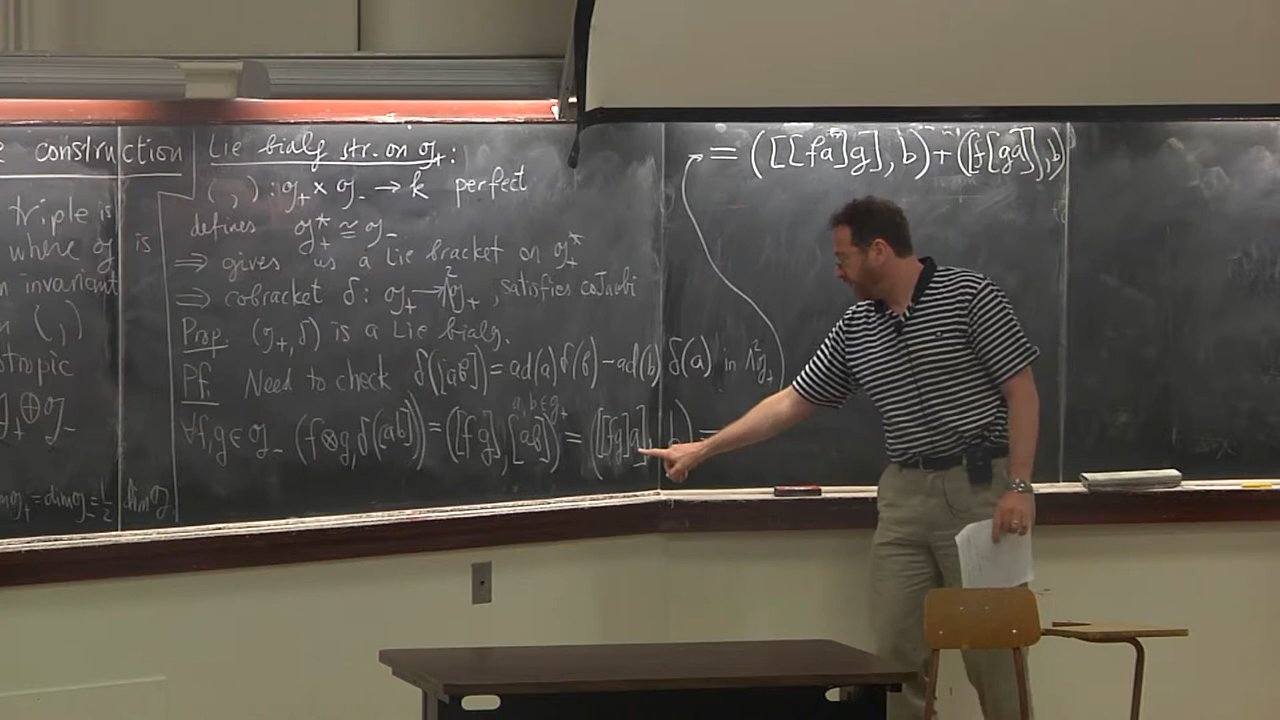 e construction
triple is
where 𝔤 is
n invariant
n ( , )
otropic
𝔤₊⊕𝔤₋
dim 𝔤₊ = dim 𝔤₋ = 1/2 dim 𝔤.
Lie bialg str. on 𝔤₊:
( , ) : 𝔤₊ × 𝔤₋ → k perfect
defines 𝔤₊* ≅ 𝔤₋
⇒ gives us a Lie bracket on 𝔤₊*
⇒ cobracket δ: 𝔤₊ → Λ²𝔤₊, satisfies coJacobi
Prop. (𝔤₊, δ) is a Lie bialg.
Pf. Need to check δ([ab]) = ad(a)δ(b) − ad(b)δ(a) in Λ²𝔤₊
a, b ∈ 𝔤₊
∀f,g ∈ 𝔤₋ (f⊗g, δ([ab])) = ([fg], [ab]) = ([[fg]a], b) =
= ([[fa]g], b) + ([f[ga]], b)